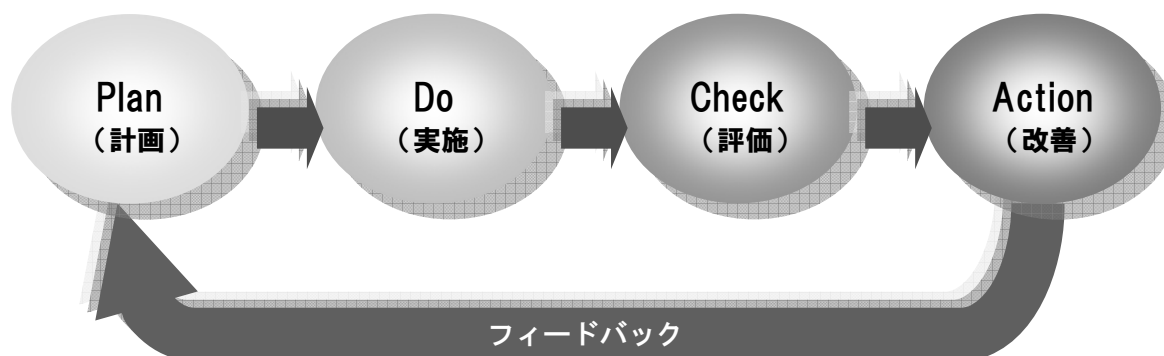 Plan
（計画）
Do
（実施）
Check
（評価）
Action
（改善）
フィードバック